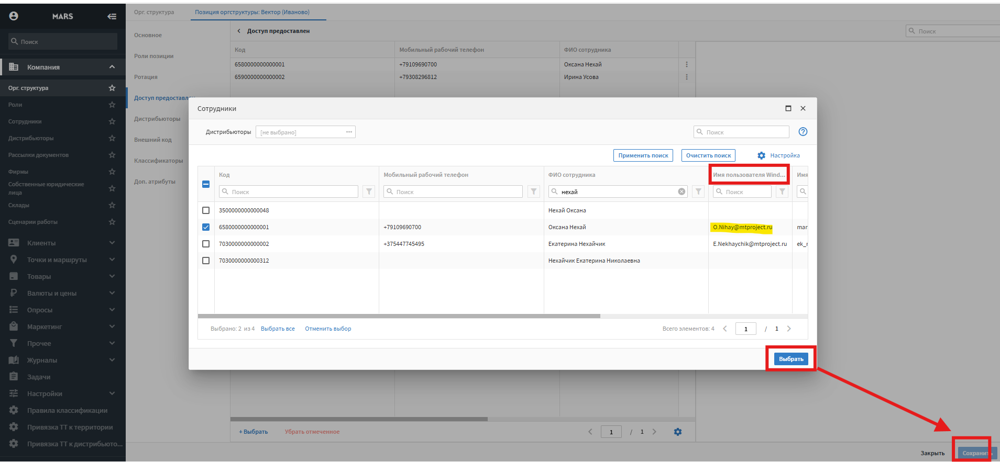 MARS
Поиск
Компания
Орг. структура
Роли
Сотрудники
Дистрибьюторы
Рассылки документов
Фирмы
Собственные юридические
лица
Склады
Сценарии работы
Клиенты
Точки и маршруты
Товары
Валюты и цены
Опросы
Маркетинг
Прочее
Журналы
Задачи
Настройки
Правила классификации
Привязка ТТ к территории
Привязка ТТ к дистрибьюто...
Орг. структура
Позиция оргструктуры: Вектор (Иваново)
Основное
Роли позиции
Ротация
Доступ предоставлен
Дистрибьюторы
Внешний код
Классификаторы
Доп. атрибуты
Доступ предоставлен
Поиск
Код Мобильный рабочий телефон ФИО сотрудника
6580000000000001 +79109690700 Оксана Нехай
6590000000000002 +79308296812 Ирина Усова
Сотрудники
Дистрибьюторы [не выбрано] ... Поиск
Применить поиск Очистить поиск Настройка
Код Мобильный рабочий телефон ФИО сотрудника Имя пользователя Wind... Имя
Поиск Поиск нехай Поиск
3500000000000048 Нехай Оксана
6580000000000001 +79109690700 Оксана Нехай O.Nihay@mtproject.ru mar
7030000000000002 +375447745495 Екатерина Нехайчик E.Nekhaychik@mtproject.ru ek_r
7030000000000312 Нехайчик Екатерина Николаевна
Выбрано: 2 из 4 Выбрать все Отменить выбор Всего элементов: 4 1 / 1
Выбрать
+ Выбрать Убрать отмеченное 1 / 1
Закрыть Сохранить